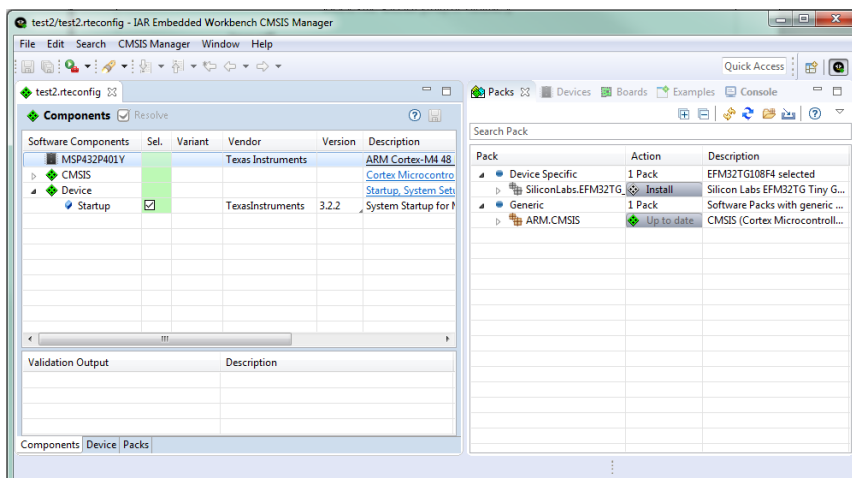 test2/test2.rteconfig - IAR Embedded Workbench CMSIS Manager
File Edit Search CMSIS Manager Window Help
Quick Access
test2.rteconfig
Components Resolve
Software Components Sel. Variant Vendor Version Description
MSP432P401Y Texas Instruments ARM Cortex-M4 48
CMSIS Cortex Microcontro
Device Startup, System Setu
Startup TexasInstruments 3.2.2 System Startup for
Validation Output Description
Components Device Packs
Packs Devices Boards Examples Console
Search Pack
Pack Action Description
Device Specific 1 Pack EFM32TG108F4 selected
SiliconLabs.EFM32TG_ Install Silicon Labs EFM32TG Tiny G...
Generic 1 Pack Software Packs with generic ...
ARM.CMSIS Up to date CMSIS (Cortex Microcontroll...